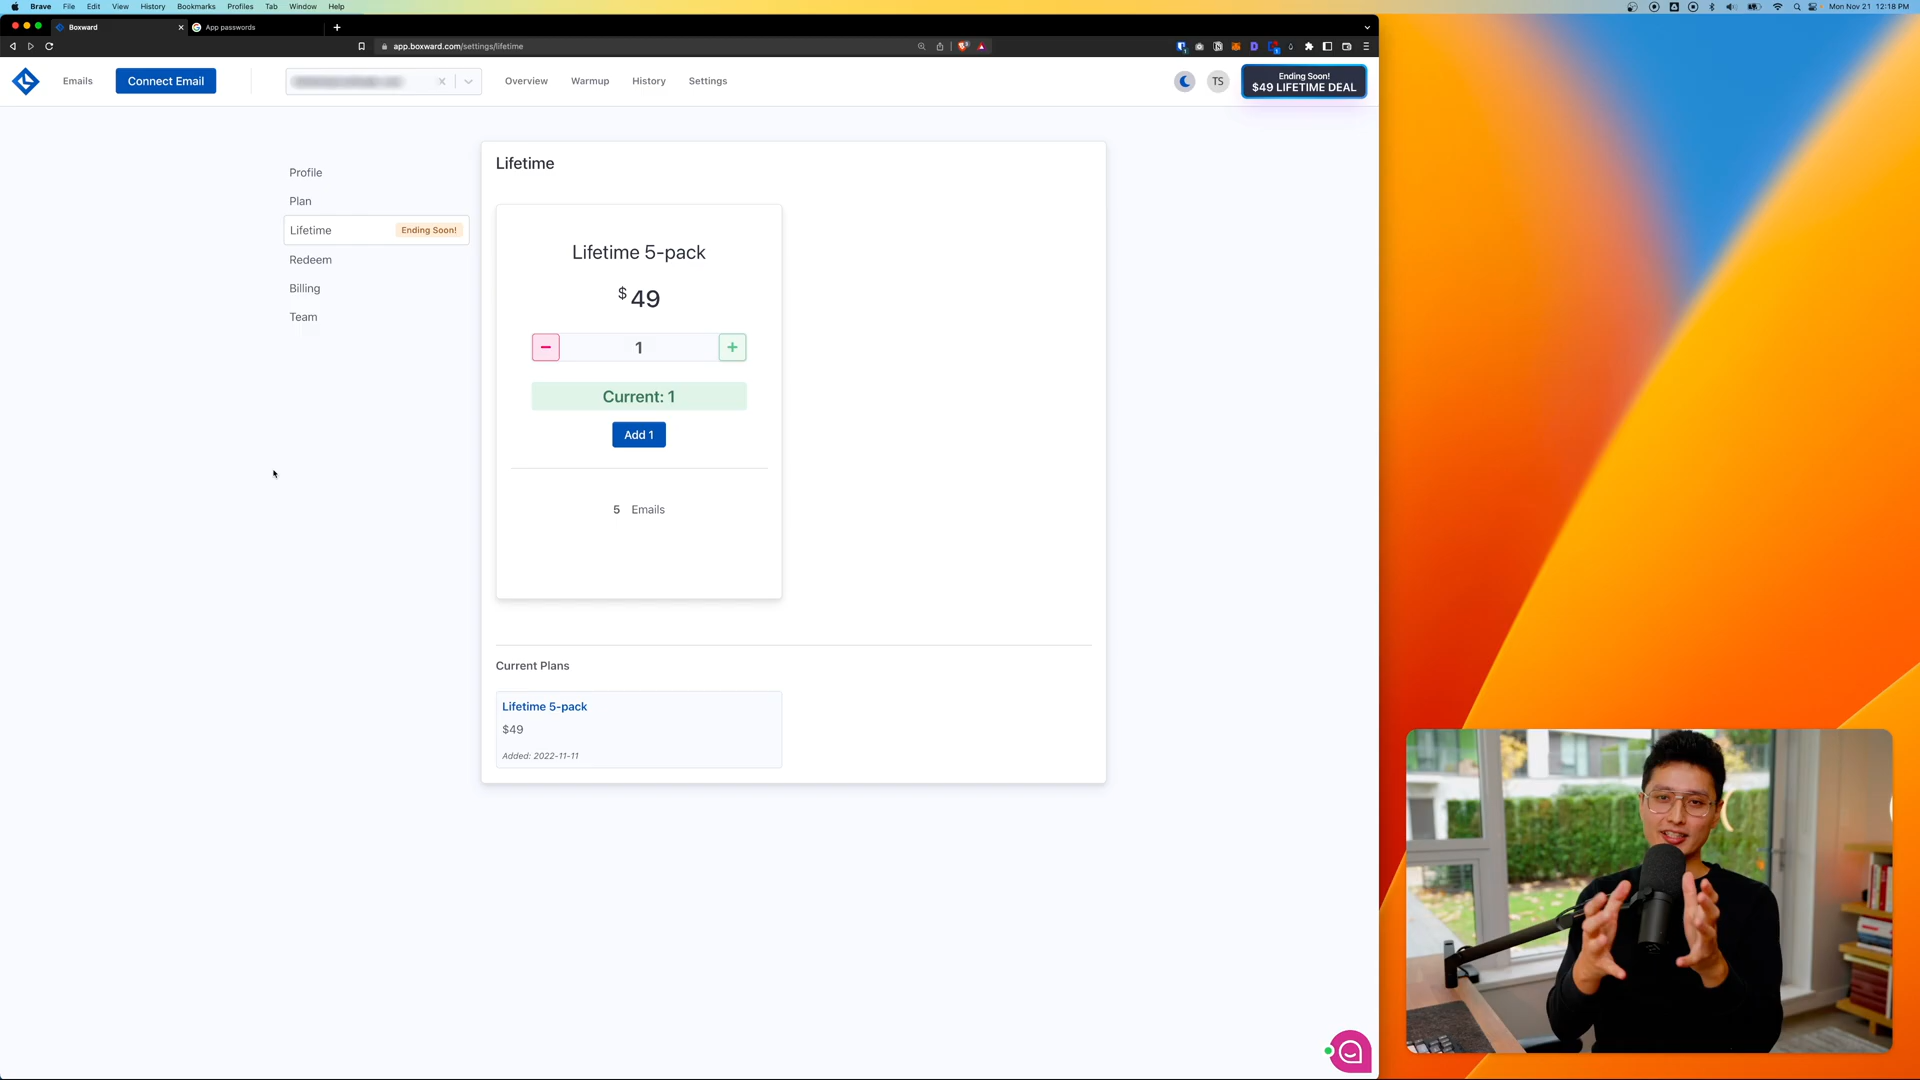 Brave File Edit View History Bookmarks Profiles Tab Window Help
Mon Nov 21 12:18 PM
Boxward
App passwords
app.boxward.com/settings/lifetime
Emails
Connect Email
Overview
Warmup
History
Settings
TS
Ending Soon!
$49 LIFETIME DEAL
Profile
Plan
Lifetime
Ending Soon!
Redeem
Billing
Team
Lifetime
Lifetime 5-pack
$49
1
Current: 1
Add 1
5 Emails
Current Plans
Lifetime 5-pack
$49
Added: 2022-11-11